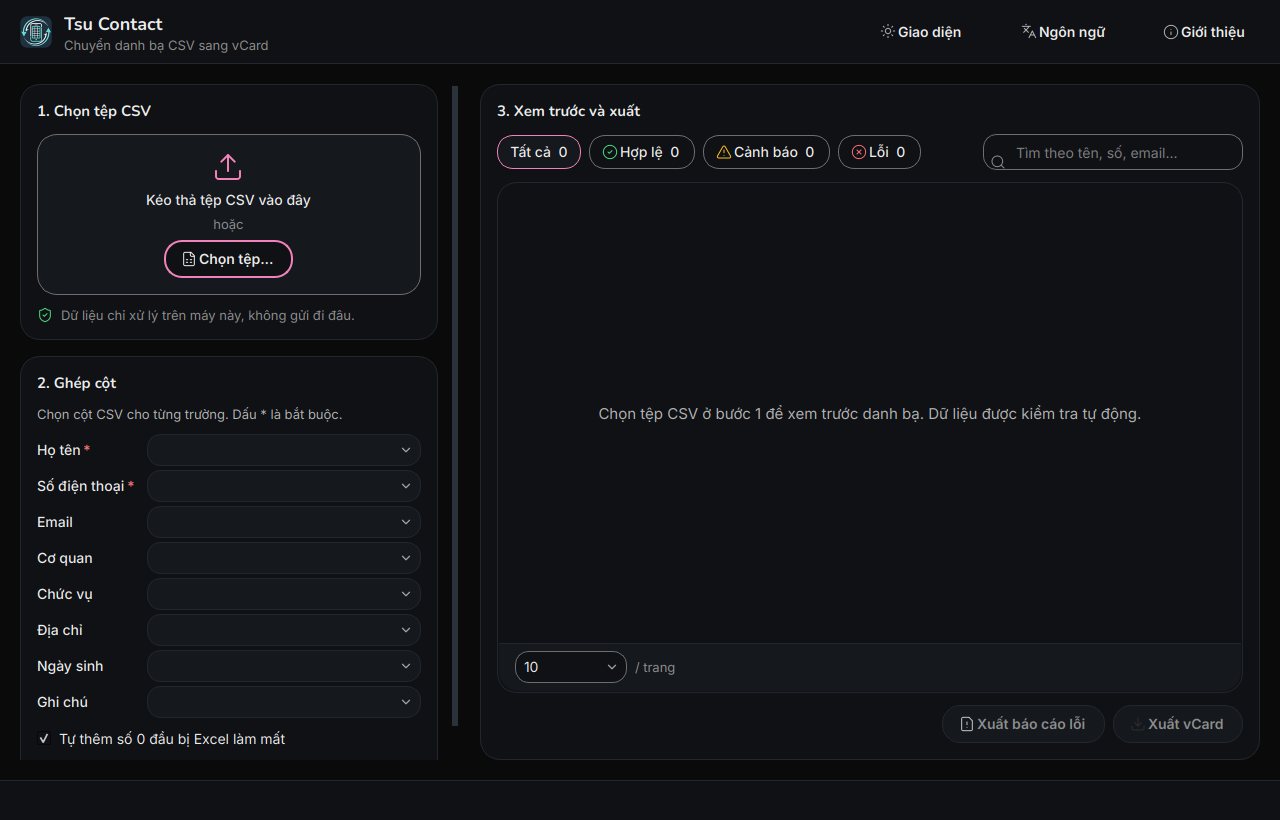 Tsu Contact
Chuyển danh bạ CSV sang vCard
Giao diện
Ngôn ngữ
Giới thiệu
1. Chọn tệp CSV
Kéo thả tệp CSV vào đây
hoặc
Chọn tệp...
Dữ liệu chỉ xử lý trên máy này, không gửi đi đâu.
2. Ghép cột
Chọn cột CSV cho từng trường. Dấu * là bắt buộc.
Họ tên *
Số điện thoại *
Email
Cơ quan
Chức vụ
Địa chỉ
Ngày sinh
Ghi chú
Tự thêm số 0 đầu bị Excel làm mất
3. Xem trước và xuất
Tất cả 0
Hợp lệ 0
Cảnh báo 0
Lỗi 0
Tìm theo tên, số, email...
Chọn tệp CSV ở bước 1 để xem trước danh bạ. Dữ liệu được kiểm tra tự động.
10 / trang
Xuất báo cáo lỗi
Xuất vCard